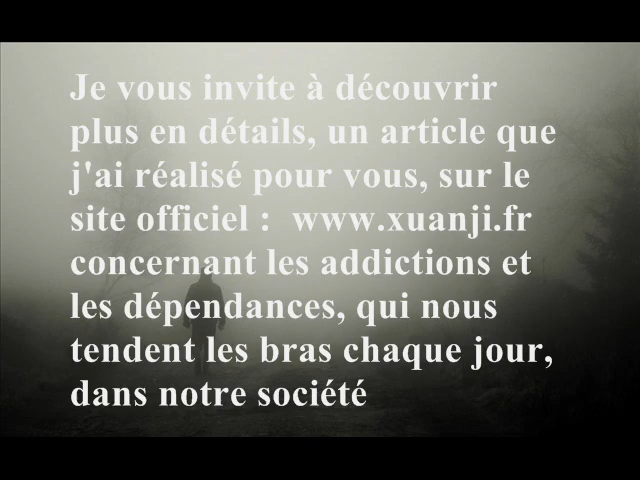 Je vous invite à découvrir
plus en détails, un article que
j'ai réalisé pour vous, sur le
site officiel :  www.xuanji.fr
concernant les addictions et
les dépendances, qui nous
tendent les bras chaque jour,
dans notre société